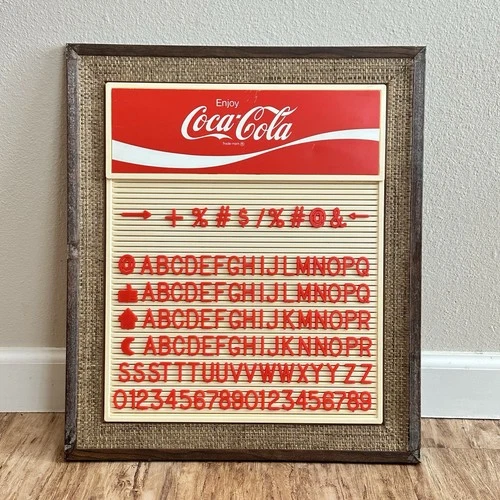 Enjoy
Coca-Cola
Trade mark ®
→ + % # $ / % # @ & ←
ABCDEFGHIJLMNOPQ
ABCDEFGHIJLMNOPQ
ABCDEFGHIJKMNOPR
ABCDEFGHIJKNNOPR
SSSTTTUUVVWWXYYZZ
01234567890123456789